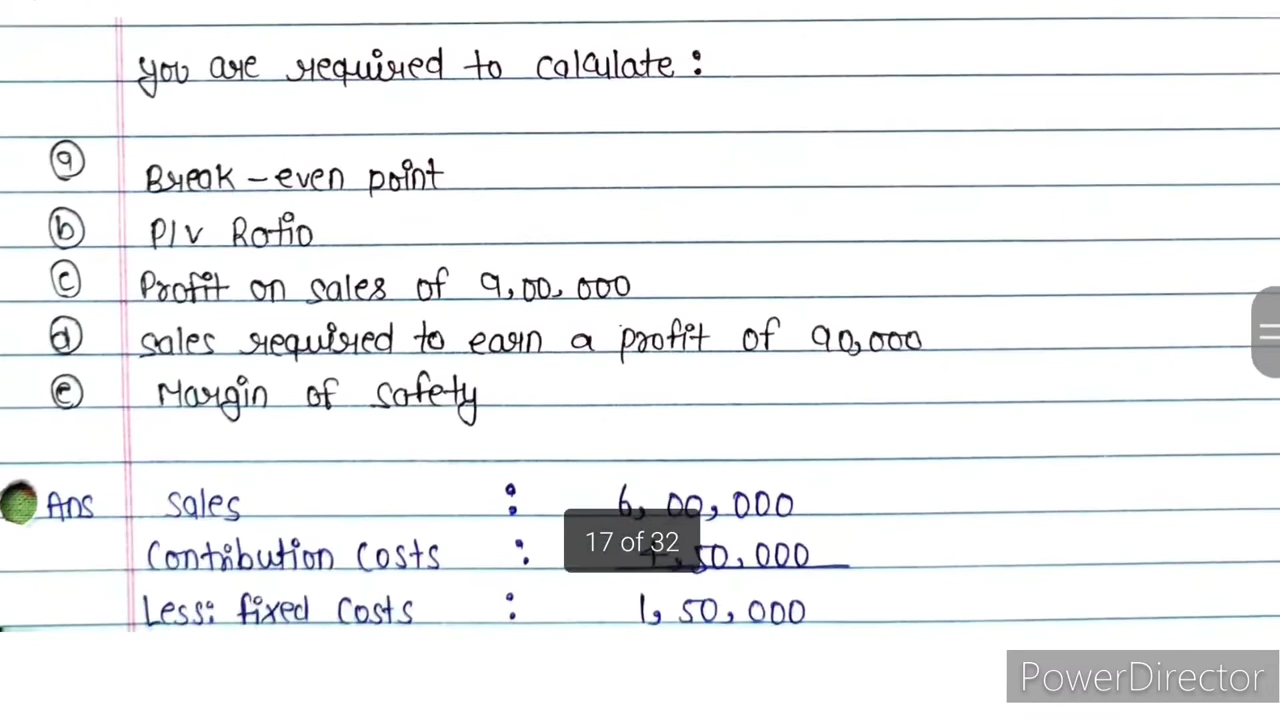 you are required to calculate :
a Break-even point
b P/V Ratio
c Profit on sales of 9,00,000
d sales required to earn a profit of 90,000
e Margin of safety
Ans sales : 6,00,000
Contribution costs : 4,50,000
17 of 32
Less: fixed costs : 1,50,000
PowerDirector